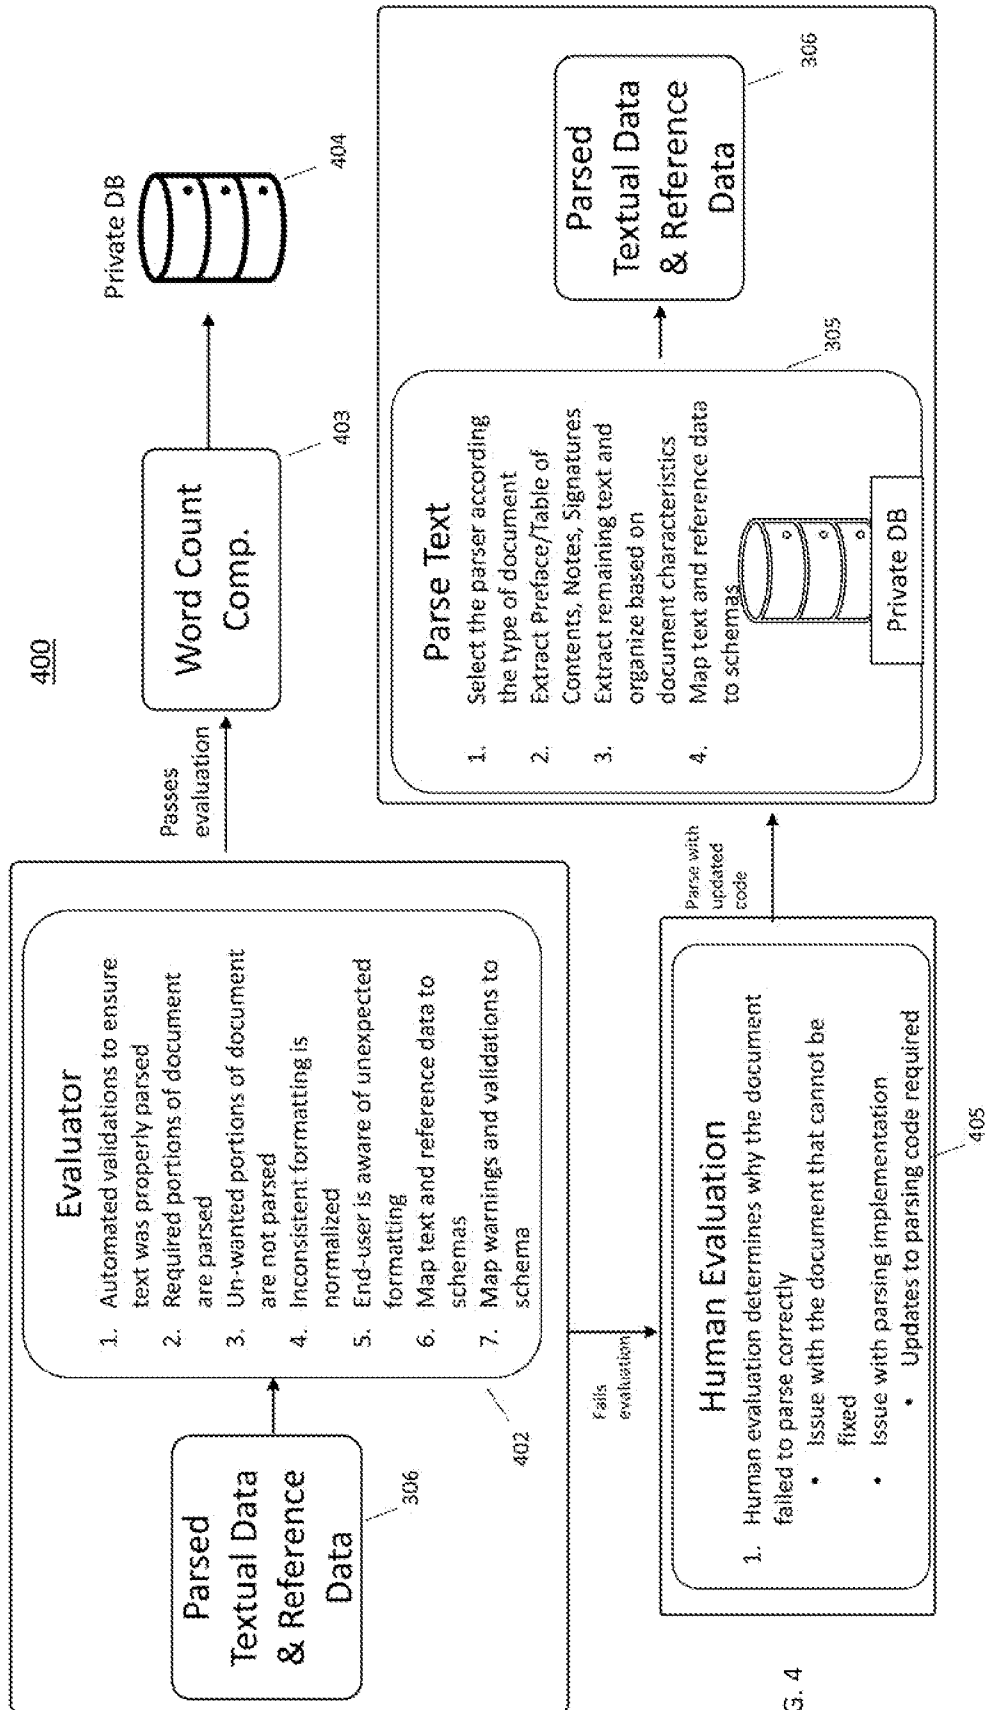 400
Parsed
Textual Data
& Reference
Data
306
Evaluator
1. Automated validations to ensure
text was properly parsed
2. Required portions of document
are parsed
3. Un-wanted portions of document
are not parsed
4. Inconsistent formatting is
normalized
5. End-user is aware of unexpected
formatting
6. Map text and reference data to
schemas
7. Map warnings and validations to
schema
402
Passes
evaluation
Word Count
Comp.
403
Private DB
404
Fails
evaluation
Human Evaluation
1. Human evaluation determines why the document
failed to parse correctly
• Issue with the document that cannot be
fixed
• Issue with parsing implementation
• Updates to parsing code required
405
Parse with
updated
code
Parse Text
1. Select the parser according
the type of document
2. Extract Preface/Table of
Contents, Notes, Signatures
3. Extract remaining text and
organize based on
document characteristics
4. Map text and reference data
to schemas
Private DB
305
Parsed
Textual Data
& Reference
Data
306
G. 4